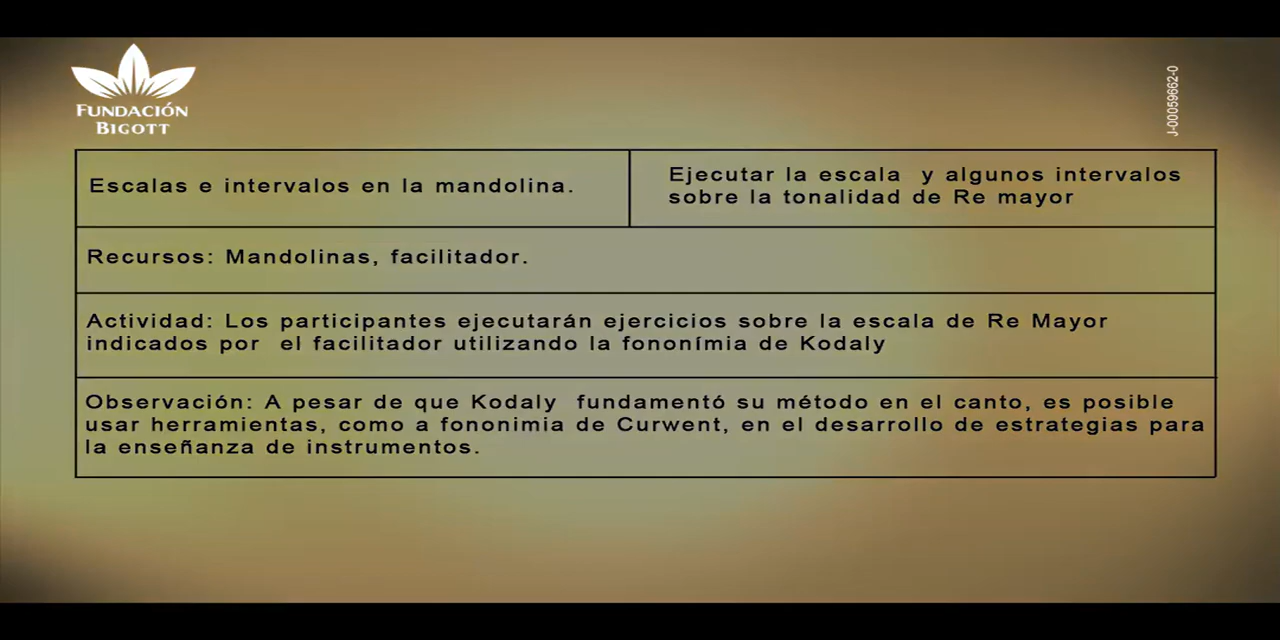 FUNDACIÓN
BIGOTT
J-00059662-0
Escalas e intervalos en la mandolina.
Ejecutar la escala y algunos intervalos
sobre la tonalidad de Re mayor
Recursos: Mandolinas, facilitador.
Actividad: Los participantes ejecutarán ejercicios sobre la escala de Re Mayor
indicados por el facilitador utilizando la fononímia de Kodaly
Observación: A pesar de que Kodaly fundamentó su método en el canto, es posible
usar herramientas, como a fononimia de Curwent, en el desarrollo de estrategias para
la enseñanza de instrumentos.